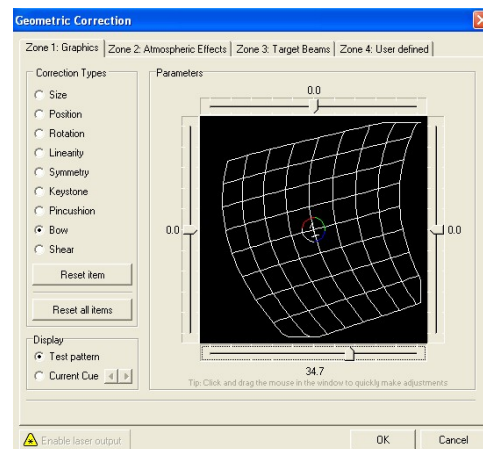 Geometric Correction
Zone 1: Graphics Zone 2: Atmospheric Effects Zone 3: Target Beams Zone 4: User defined
Correction Types
Size
Position
Rotation
Linearity
Symmetry
Keystone
Pincushion
Bow
Shear
Reset item
Reset all items
Display
Test pattern
Current Cue
Parameters
0.0
0.0
0.0
34.7
Tip: Click and drag the mouse in the window to quickly make adjustments
Enable laser output
OK Cancel